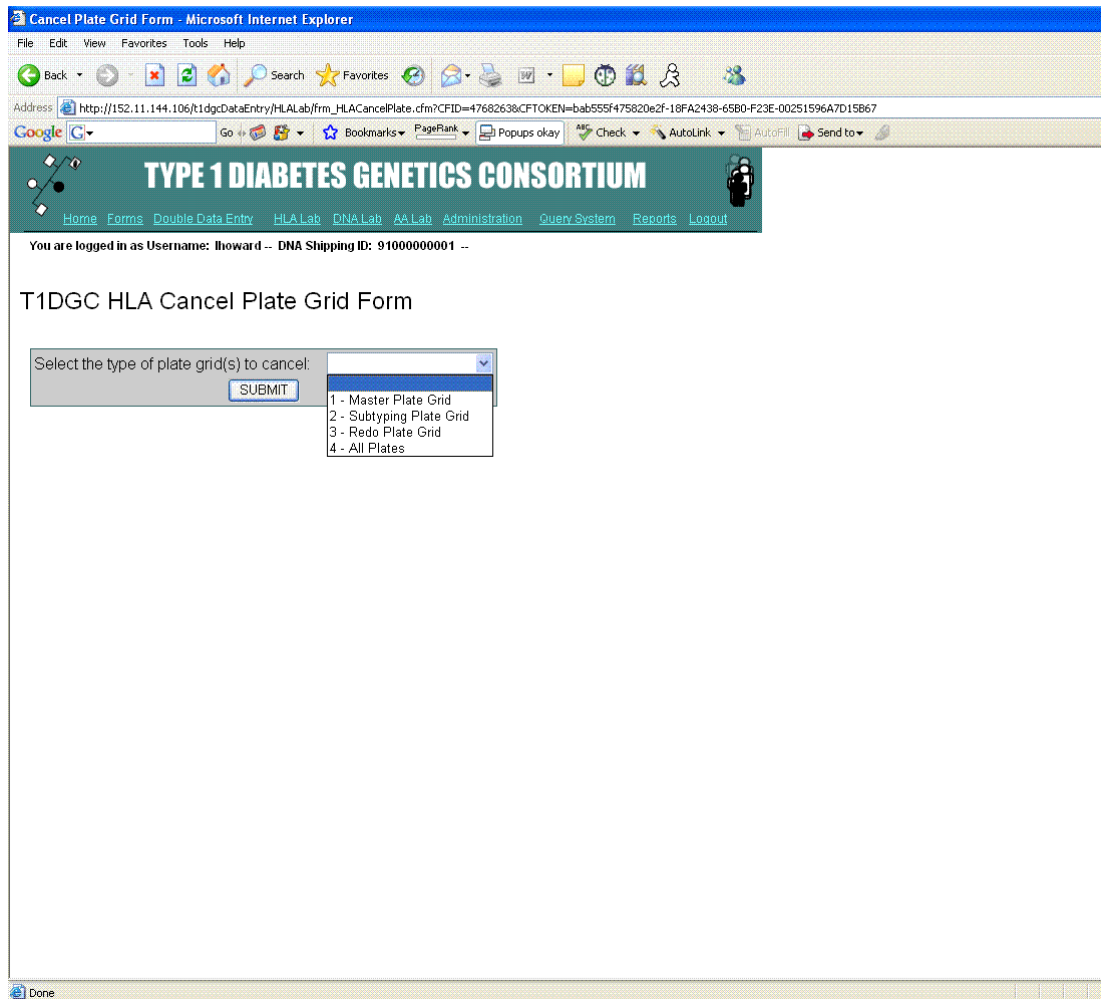 Cancel Plate Grid Form - Microsoft Internet Explorer
File Edit View Favorites Tools Help
Back Search Favorites
Address http://152.11.144.106/t1dgcDataEntry/HLALab/frm_HLACancelPlate.cfm?CFID=4768263&CFTOKEN=bab555f475820e2f-18FA2438-65B0-F23E-00251596A7D15B67
Google G Go Bookmarks PageRank Popups okay ABC Check AutoLink AutoFill Send to
TYPE 1 DIABETES GENETICS CONSORTIUM
Home Forms Double Data Entry HLA Lab DNA Lab AA Lab Administration Query System Reports Logout
You are logged in as Username: lhoward -- DNA Shipping ID: 91000000001 --
T1DGC HLA Cancel Plate Grid Form
Select the type of plate grid(s) to cancel:
SUBMIT
1 - Master Plate Grid
2 - Subtyping Plate Grid
3 - Redo Plate Grid
4 - All Plates
Done